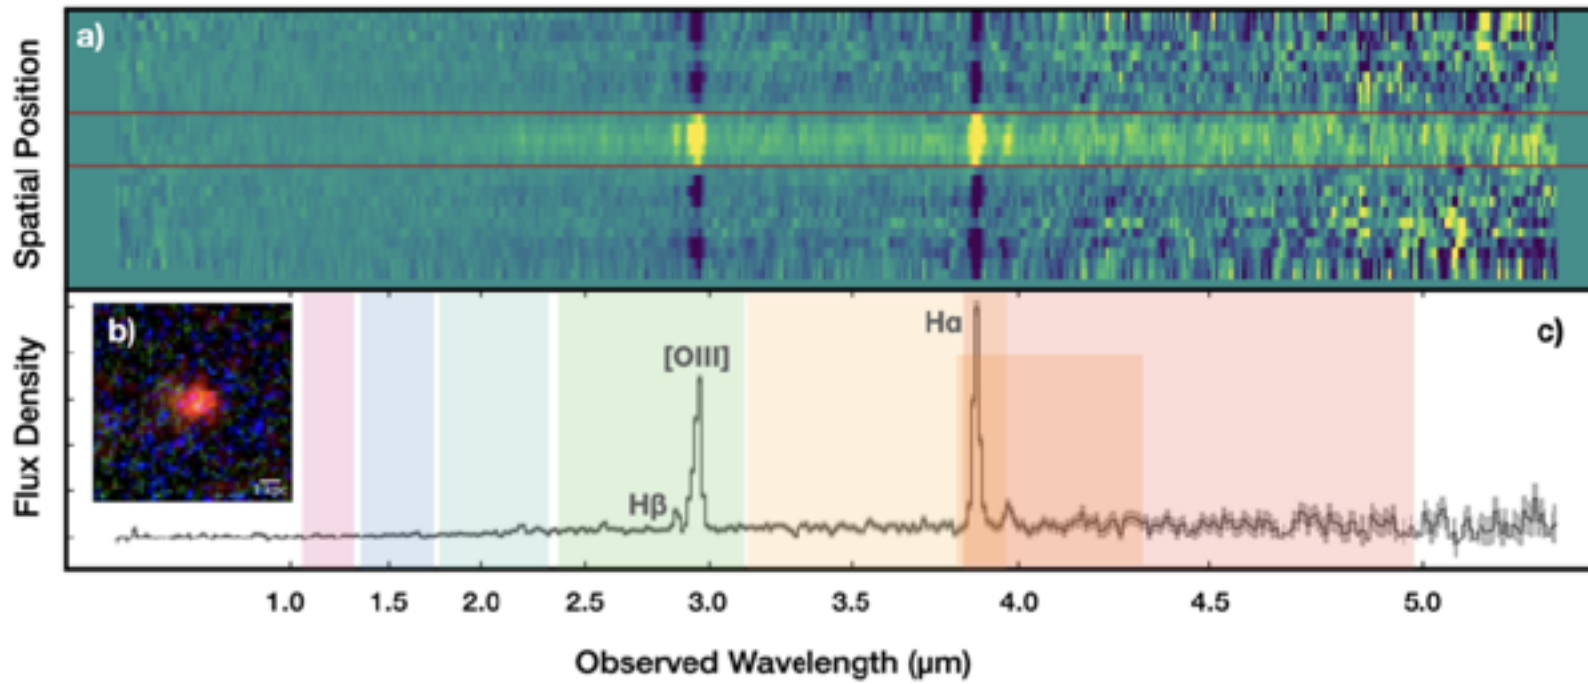 a)
Spatial Position
b)
c)
Flux Density
Hα
[OIII]
Hβ
1.0 1.5 2.0 2.5 3.0 3.5 4.0 4.5 5.0
Observed Wavelength (μm)